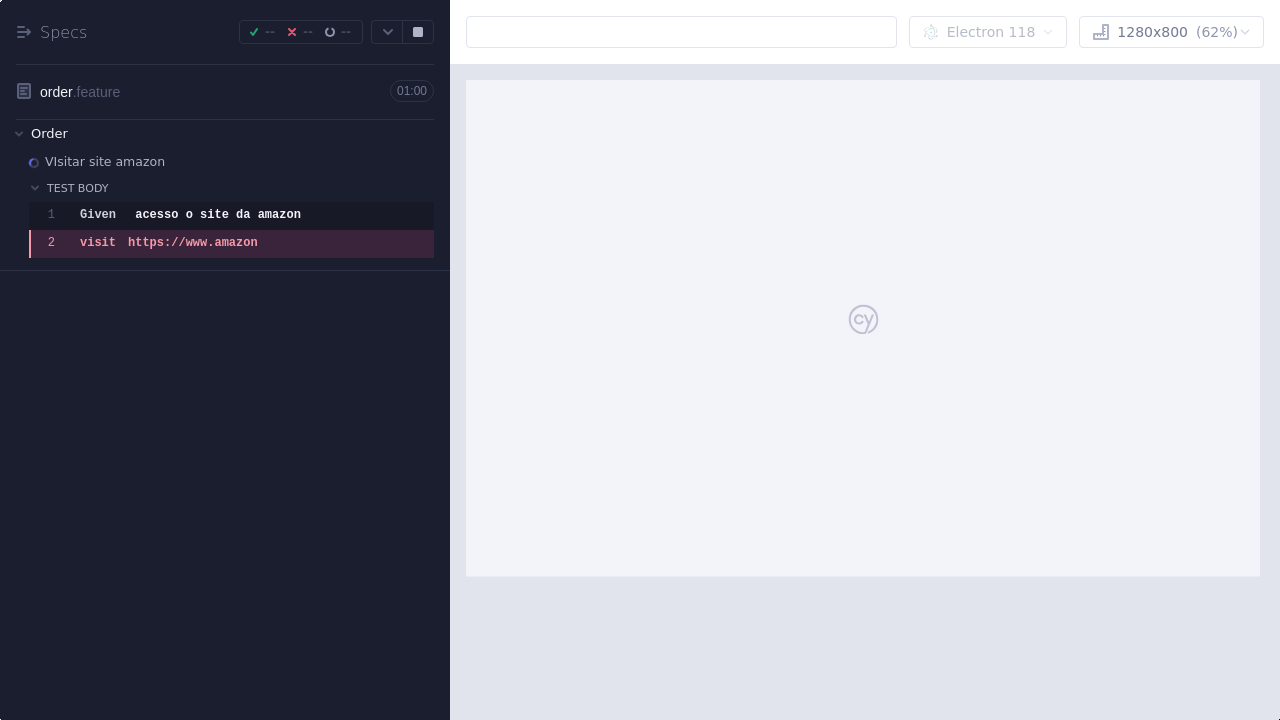 Specs
-- -- --
Electron 118
1280x800 (62%)
order.feature
01:00
Order
VIsitar site amazon
TEST BODY
1 Given acesso o site da amazon
2 visit https://www.amazon
cy